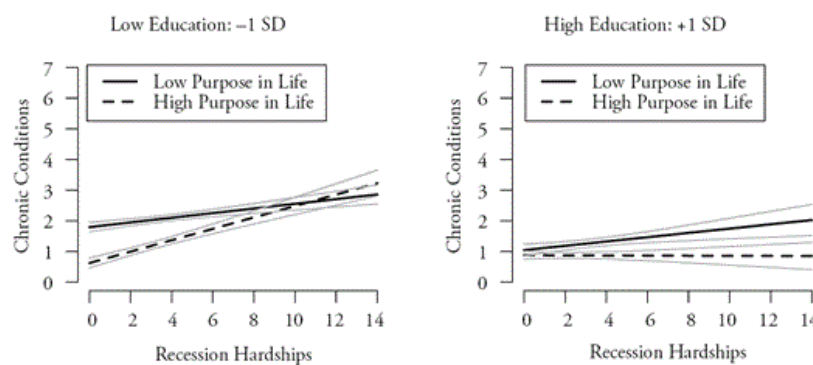 Low Education: –1 SD
7
6
5
4
3
2
1
0
Chronic Conditions
Low Purpose in Life
High Purpose in Life
0 2 4 6 8 10 12 14
Recession Hardships
High Education: +1 SD
7
6
5
4
3
2
1
0
Chronic Conditions
Low Purpose in Life
High Purpose in Life
0 2 4 6 8 10 12 14
Recession Hardships